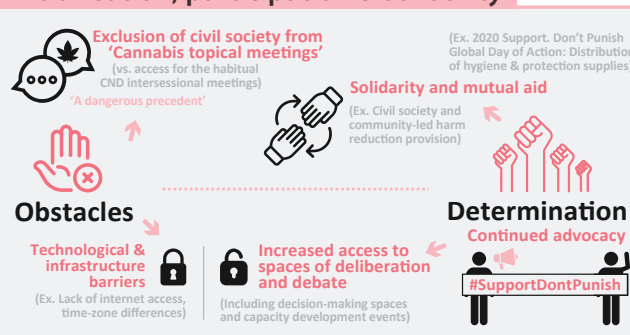 Exclusion of civil society from
‘Cannabis topical meetings’
(vs. access for the habitual
CND intersessional meetings)
‘A dangerous precedent’
(Ex. 2020 Support. Don’t Punish
Global Day of Action: Distribution
of hygiene & protection supplies)
Solidarity and mutual aid
(Ex. Civil society and
community-led harm
reduction provision)
Obstacles
Determination
Continued advocacy
Technological &
infrastructure
barriers
(Ex. Lack of internet access,
time-zone differences)
Increased access to
spaces of deliberation
and debate
(Including decision-making spaces
and capacity development events)
#SupportDontPunish